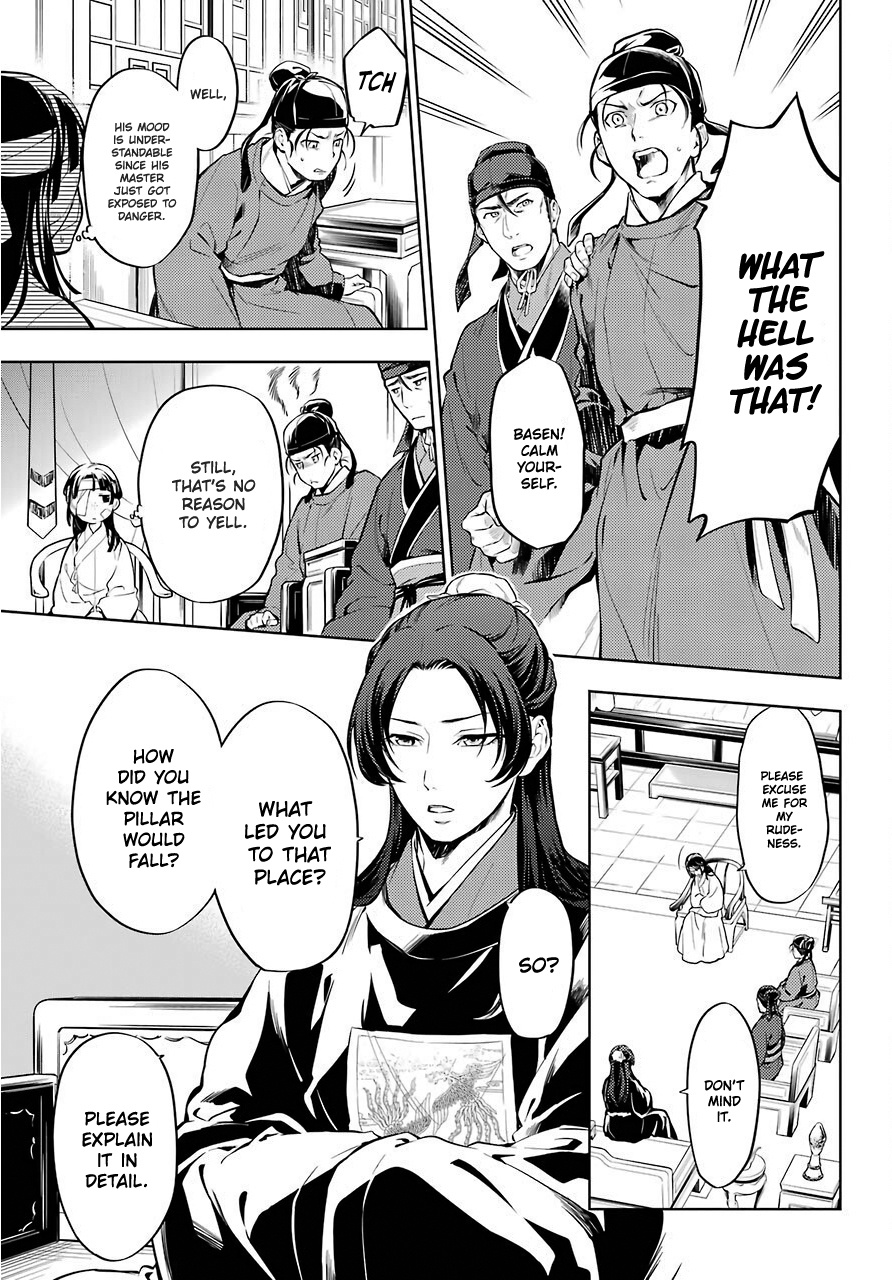 WHAT
THE
HELL
WAS
THAT!
BASEN!
CALM
YOUR-
SELF.
TCH
WELL,
HIS MOOD
IS UNDER-
STANDABLE
SINCE HIS
MASTER
JUST GOT
EXPOSED TO
DANGER.
STILL,
THAT'S NO
REASON
TO YELL.
PLEASE
EXCUSE
ME FOR
MY
RUDE-
NESS.
DON'T
MIND
IT.
SO?
WHAT
LED YOU
TO THAT
PLACE?
HOW
DID YOU
KNOW THE
PILLAR
WOULD
FALL?
PLEASE
EXPLAIN
IT IN
DETAIL.